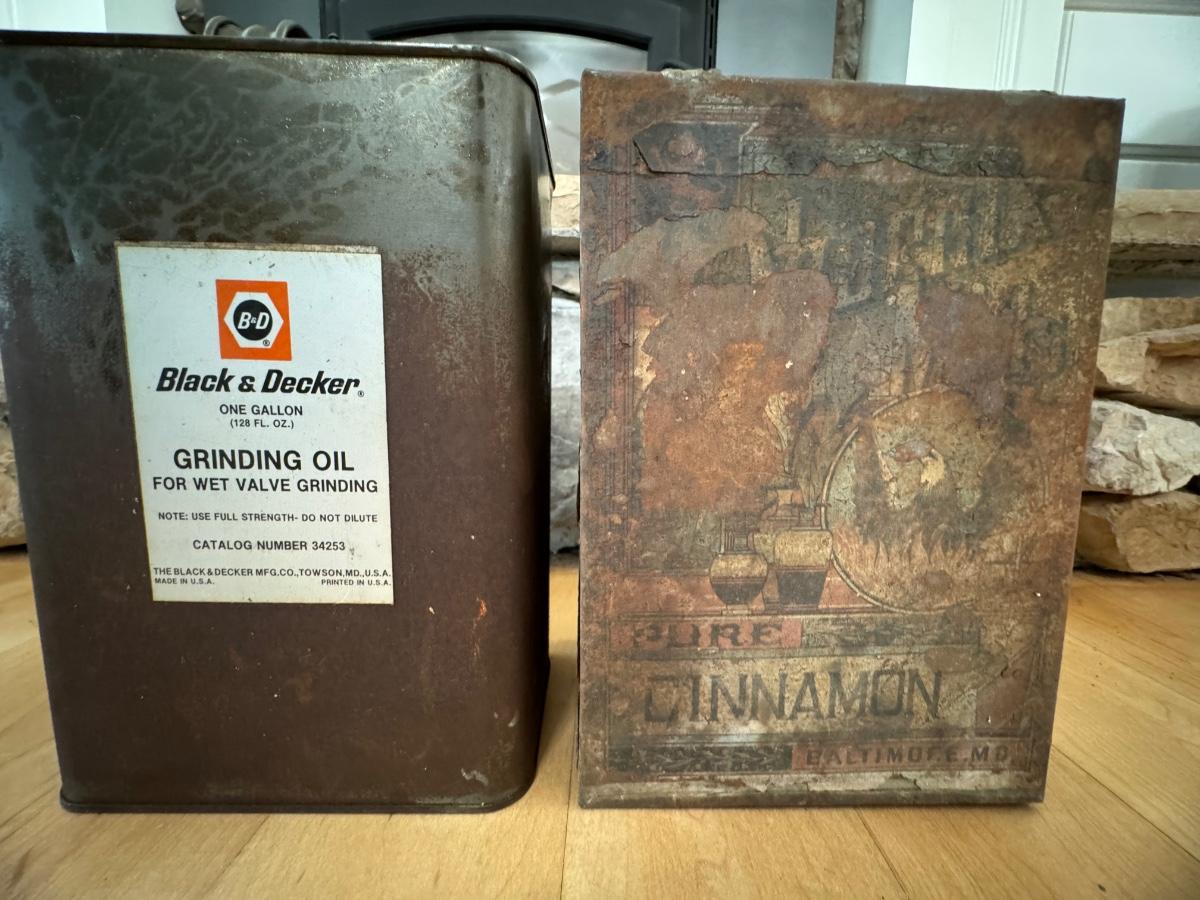 B&D®
Black & Decker®
ONE GALLON
(128 FL. OZ.)
GRINDING OIL
FOR WET VALVE GRINDING
NOTE: USE FULL STRENGTH- DO NOT DILUTE
CATALOG NUMBER 34253
THE BLACK & DECKER MFG.CO., TOWSON, MD., U.S.A.
MADE IN U.S.A. PRINTED IN U.S.A.
PURE
CINNAMON
Co
BALTIMORE, MD